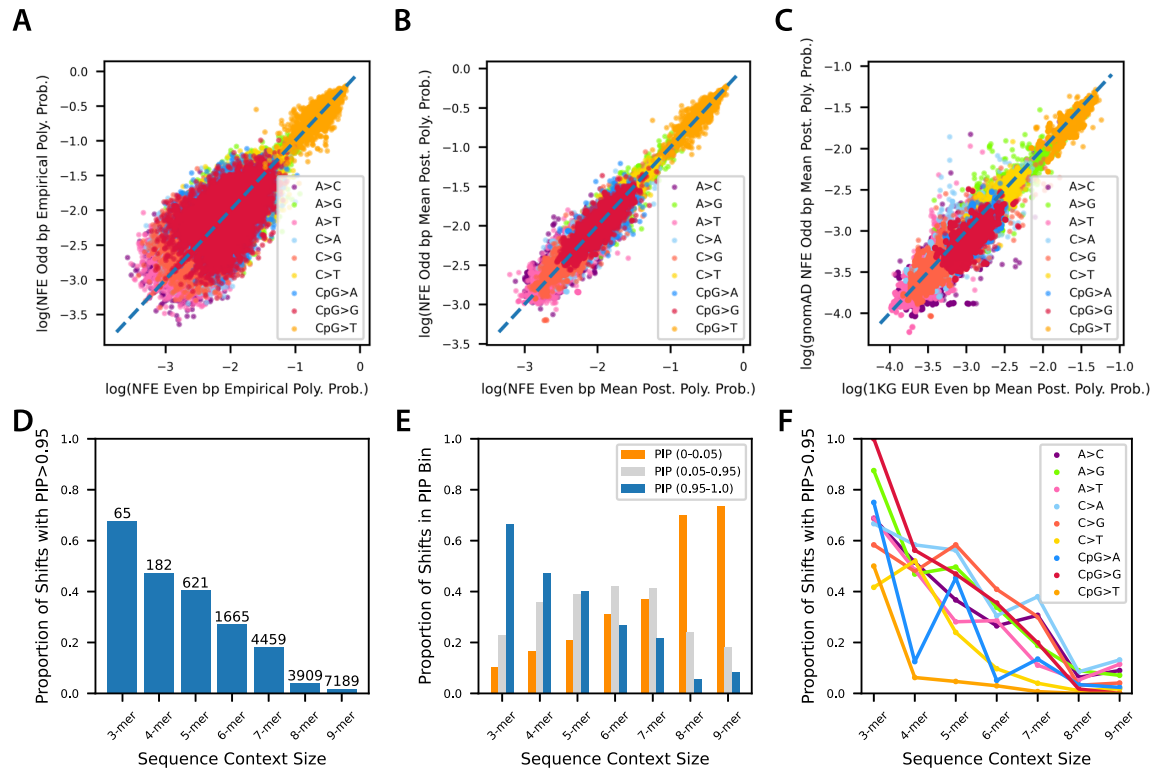 A
log(NFE Odd bp Empirical Poly. Prob.)
0.0
−0.5
−1.0
−1.5
−2.0
−2.5
−3.0
−3.5
A>C
A>G
A>T
C>A
C>G
C>T
CpG>A
CpG>G
CpG>T
−3
−2
−1
0
log(NFE Even bp Empirical Poly. Prob.)
B
log(NFE Odd bp Mean Post. Poly. Prob.)
0.0
−0.5
−1.0
−1.5
−2.0
−2.5
−3.0
−3.5
A>C
A>G
A>T
C>A
C>G
C>T
CpG>A
CpG>G
CpG>T
−3
−2
−1
0
log(NFE Even bp Mean Post. Poly. Prob.)
C
log(gnomAD NFE Odd bp Mean Post. Poly. Prob.)
−1.0
−1.5
−2.0
−2.5
−3.0
−3.5
−4.0
A>C
A>G
A>T
C>A
C>G
C>T
CpG>A
CpG>G
CpG>T
−4.0
−3.5
−3.0
−2.5
−2.0
−1.5
−1.0
log(1KG EUR Even bp Mean Post. Poly. Prob.)
D
Proportion of Shifts with PIP>0.95
1.0
0.8
0.6
0.4
0.2
0.0
65
182
621
1665
4459
3909
7189
3-mer
4-mer
5-mer
6-mer
7-mer
8-mer
9-mer
Sequence Context Size
E
Proportion of Shifts in PIP Bin
1.0
0.8
0.6
0.4
0.2
0.0
PIP (0-0.05)
PIP (0.05-0.95)
PIP (0.95-1.0)
3-mer
4-mer
5-mer
6-mer
7-mer
8-mer
9-mer
Sequence Context Size
F
Proportion of Shifts with PIP>0.95
1.0
0.8
0.6
0.4
0.2
0.0
A>C
A>G
A>T
C>A
C>G
C>T
CpG>A
CpG>G
CpG>T
3-mer
4-mer
5-mer
6-mer
7-mer
8-mer
9-mer
Sequence Context Size